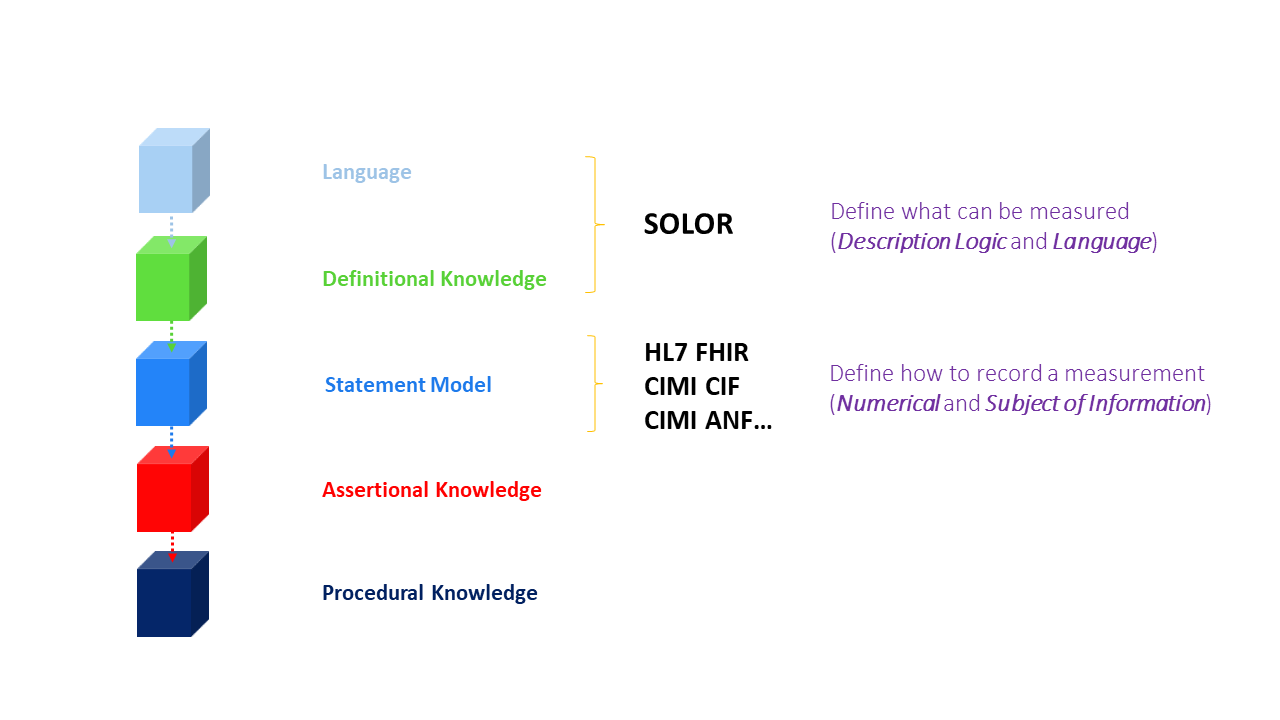 Language
Definitional Knowledge
SOLOR
Define what can be measured
(Description Logic and Language)
Statement Model
HL7 FHIR
CIMI CIF
CIMI ANF...
Define how to record a measurement
(Numerical and Subject of Information)
Assertional Knowledge
Procedural Knowledge